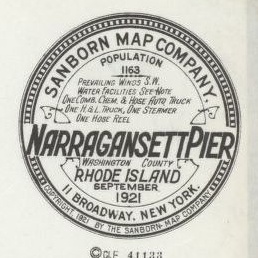 SANBORN MAP COMPANY.
POPULATION
1163
PREVAILING WINDS S.W.
WATER FACILITIES SEE NOTE
ONE COMB. CHEM. & HOSE AUTO TRUCK
ONE H.& L. TRUCK, ONE STEAMER
ONE HOSE REEL
NARRAGANSETT PIER
WASHINGTON COUNTY
RHODE ISLAND
SEPTEMBER
1921
11 BROADWAY. NEW YORK.
COPYRIGHT 1921 BY THE SANBORN-MAP COMPANY
©CLF 41133